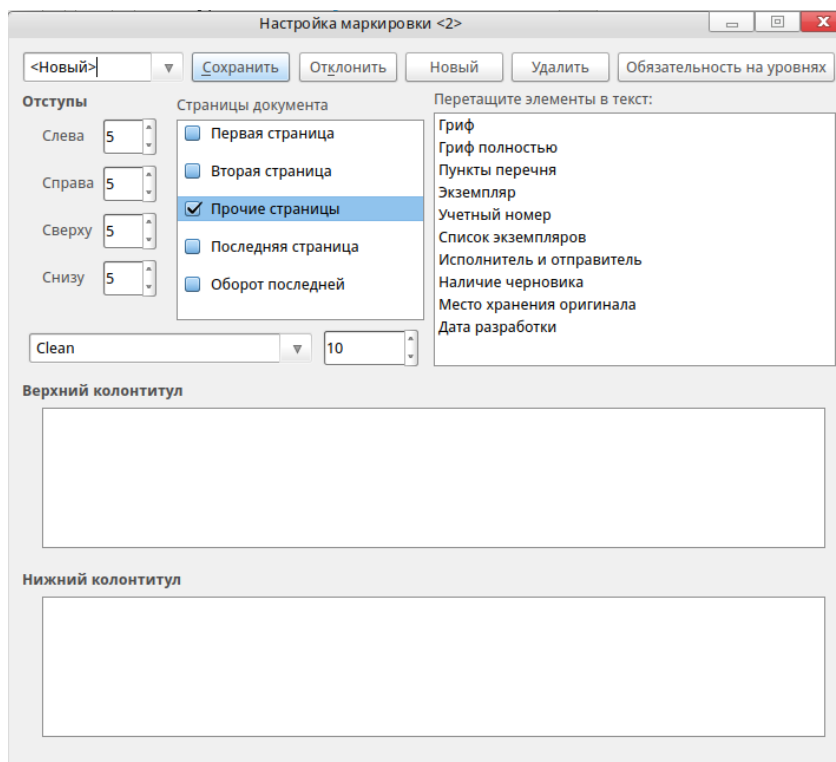 Настройка маркировки <2>
<Новый> Сохранить Отклонить Новый Удалить Обязательность на уровнях
Отступы
Слева 5
Справа 5
Сверху 5
Снизу 5
Страницы документа
Первая страница
Вторая страница
Прочие страницы
Последняя страница
Оборот последней
Перетащите элементы в текст:
Гриф
Гриф полностью
Пункты перечня
Экземпляр
Учетный номер
Список экземпляров
Исполнитель и отправитель
Наличие черновика
Место хранения оригинала
Дата разработки
Clean 10
Верхний колонтитул
Нижний колонтитул